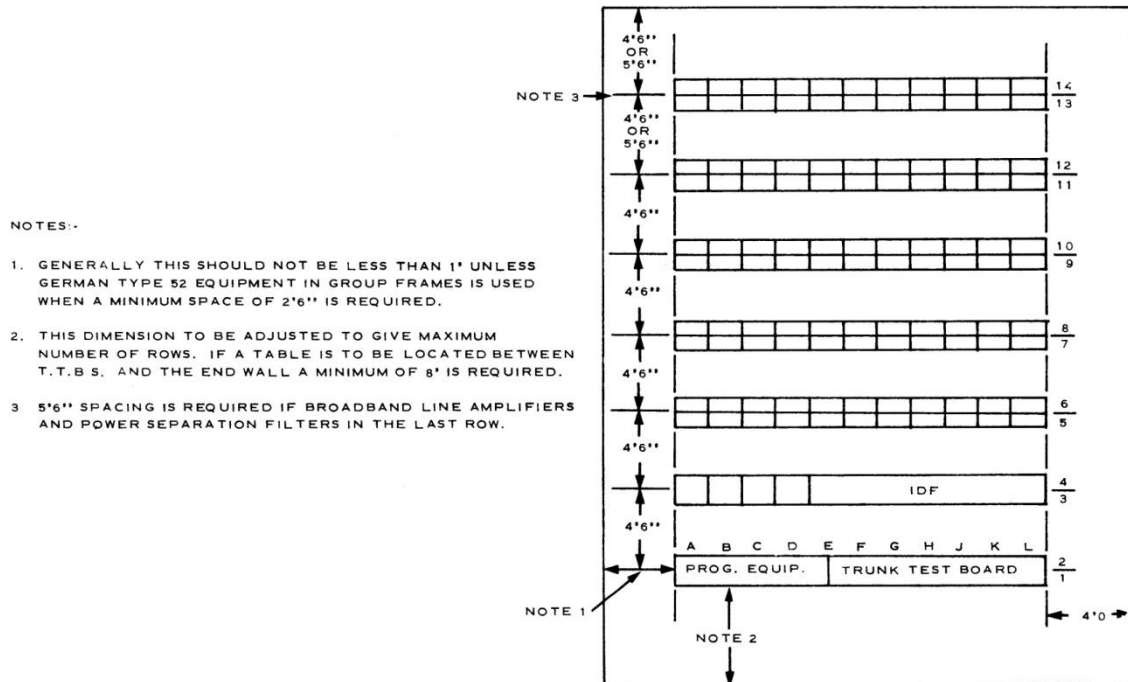 NOTES:-
1. GENERALLY THIS SHOULD NOT BE LESS THAN 1' UNLESS
GERMAN TYPE 52 EQUIPMENT IN GROUP FRAMES IS USED
WHEN A MINIMUM SPACE OF 2'6'' IS REQUIRED.
2. THIS DIMENSION TO BE ADJUSTED TO GIVE MAXIMUM
NUMBER OF ROWS. IF A TABLE IS TO BE LOCATED BETWEEN
T.T.B S. AND THE END WALL A MINIMUM OF 8' IS REQUIRED.
3 5'6'' SPACING IS REQUIRED IF BROADBAND LINE AMPLIFIERS
AND POWER SEPARATION FILTERS IN THE LAST ROW.
4'6''
OR
5'6''
NOTE 3
14
13
4'6''
OR
5'6''
12
11
4'6''
10
9
4'6''
8
7
4'6''
6
5
4'6''
IDF
4
3
4'6''
A B C D E F G H J K L
PROG. EQUIP. TRUNK TEST BOARD
2
1
NOTE 1
NOTE 2
4'0